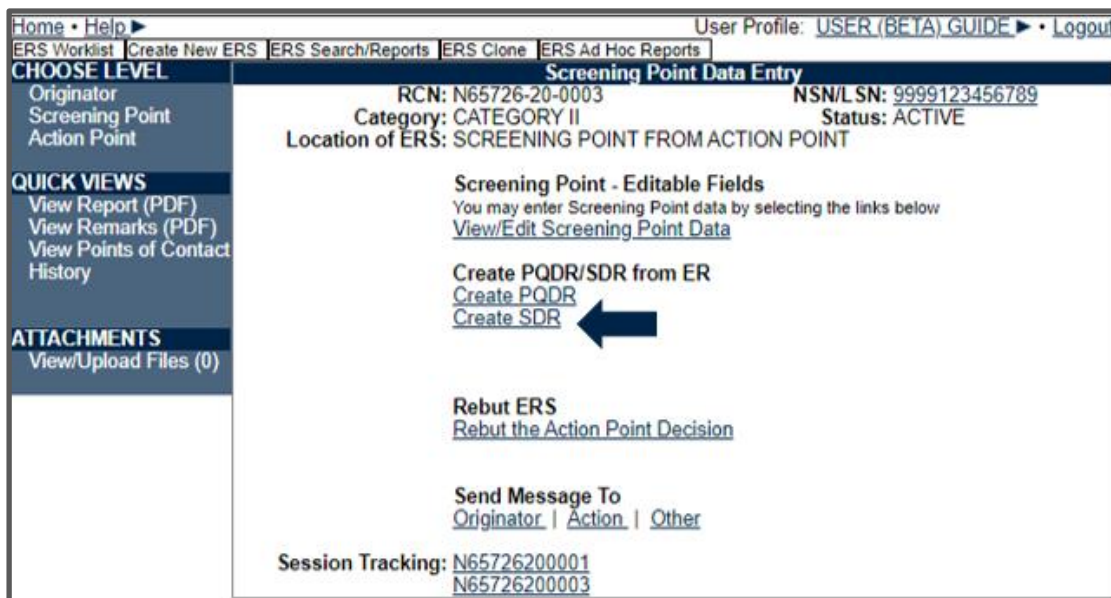 Home • Help ▶ User Profile: USER (BETA) GUIDE ▶ • Logout
ERS Worklist Create New ERS ERS Search/Reports ERS Clone ERS Ad Hoc Reports
CHOOSE LEVEL
Originator
Screening Point
Action Point
QUICK VIEWS
View Report (PDF)
View Remarks (PDF)
View Points of Contact
History
ATTACHMENTS
View/Upload Files (0)
Screening Point Data Entry
RCN: N65726-20-0003 NSN/LSN: 9999123456789
Category: CATEGORY II Status: ACTIVE
Location of ERS: SCREENING POINT FROM ACTION POINT
Screening Point - Editable Fields
You may enter Screening Point data by selecting the links below
View/Edit Screening Point Data
Create PQDR/SDR from ER
Create PQDR
Create SDR
Rebut ERS
Rebut the Action Point Decision
Send Message To
Originator | Action | Other
Session Tracking: N65726200001
N65726200003